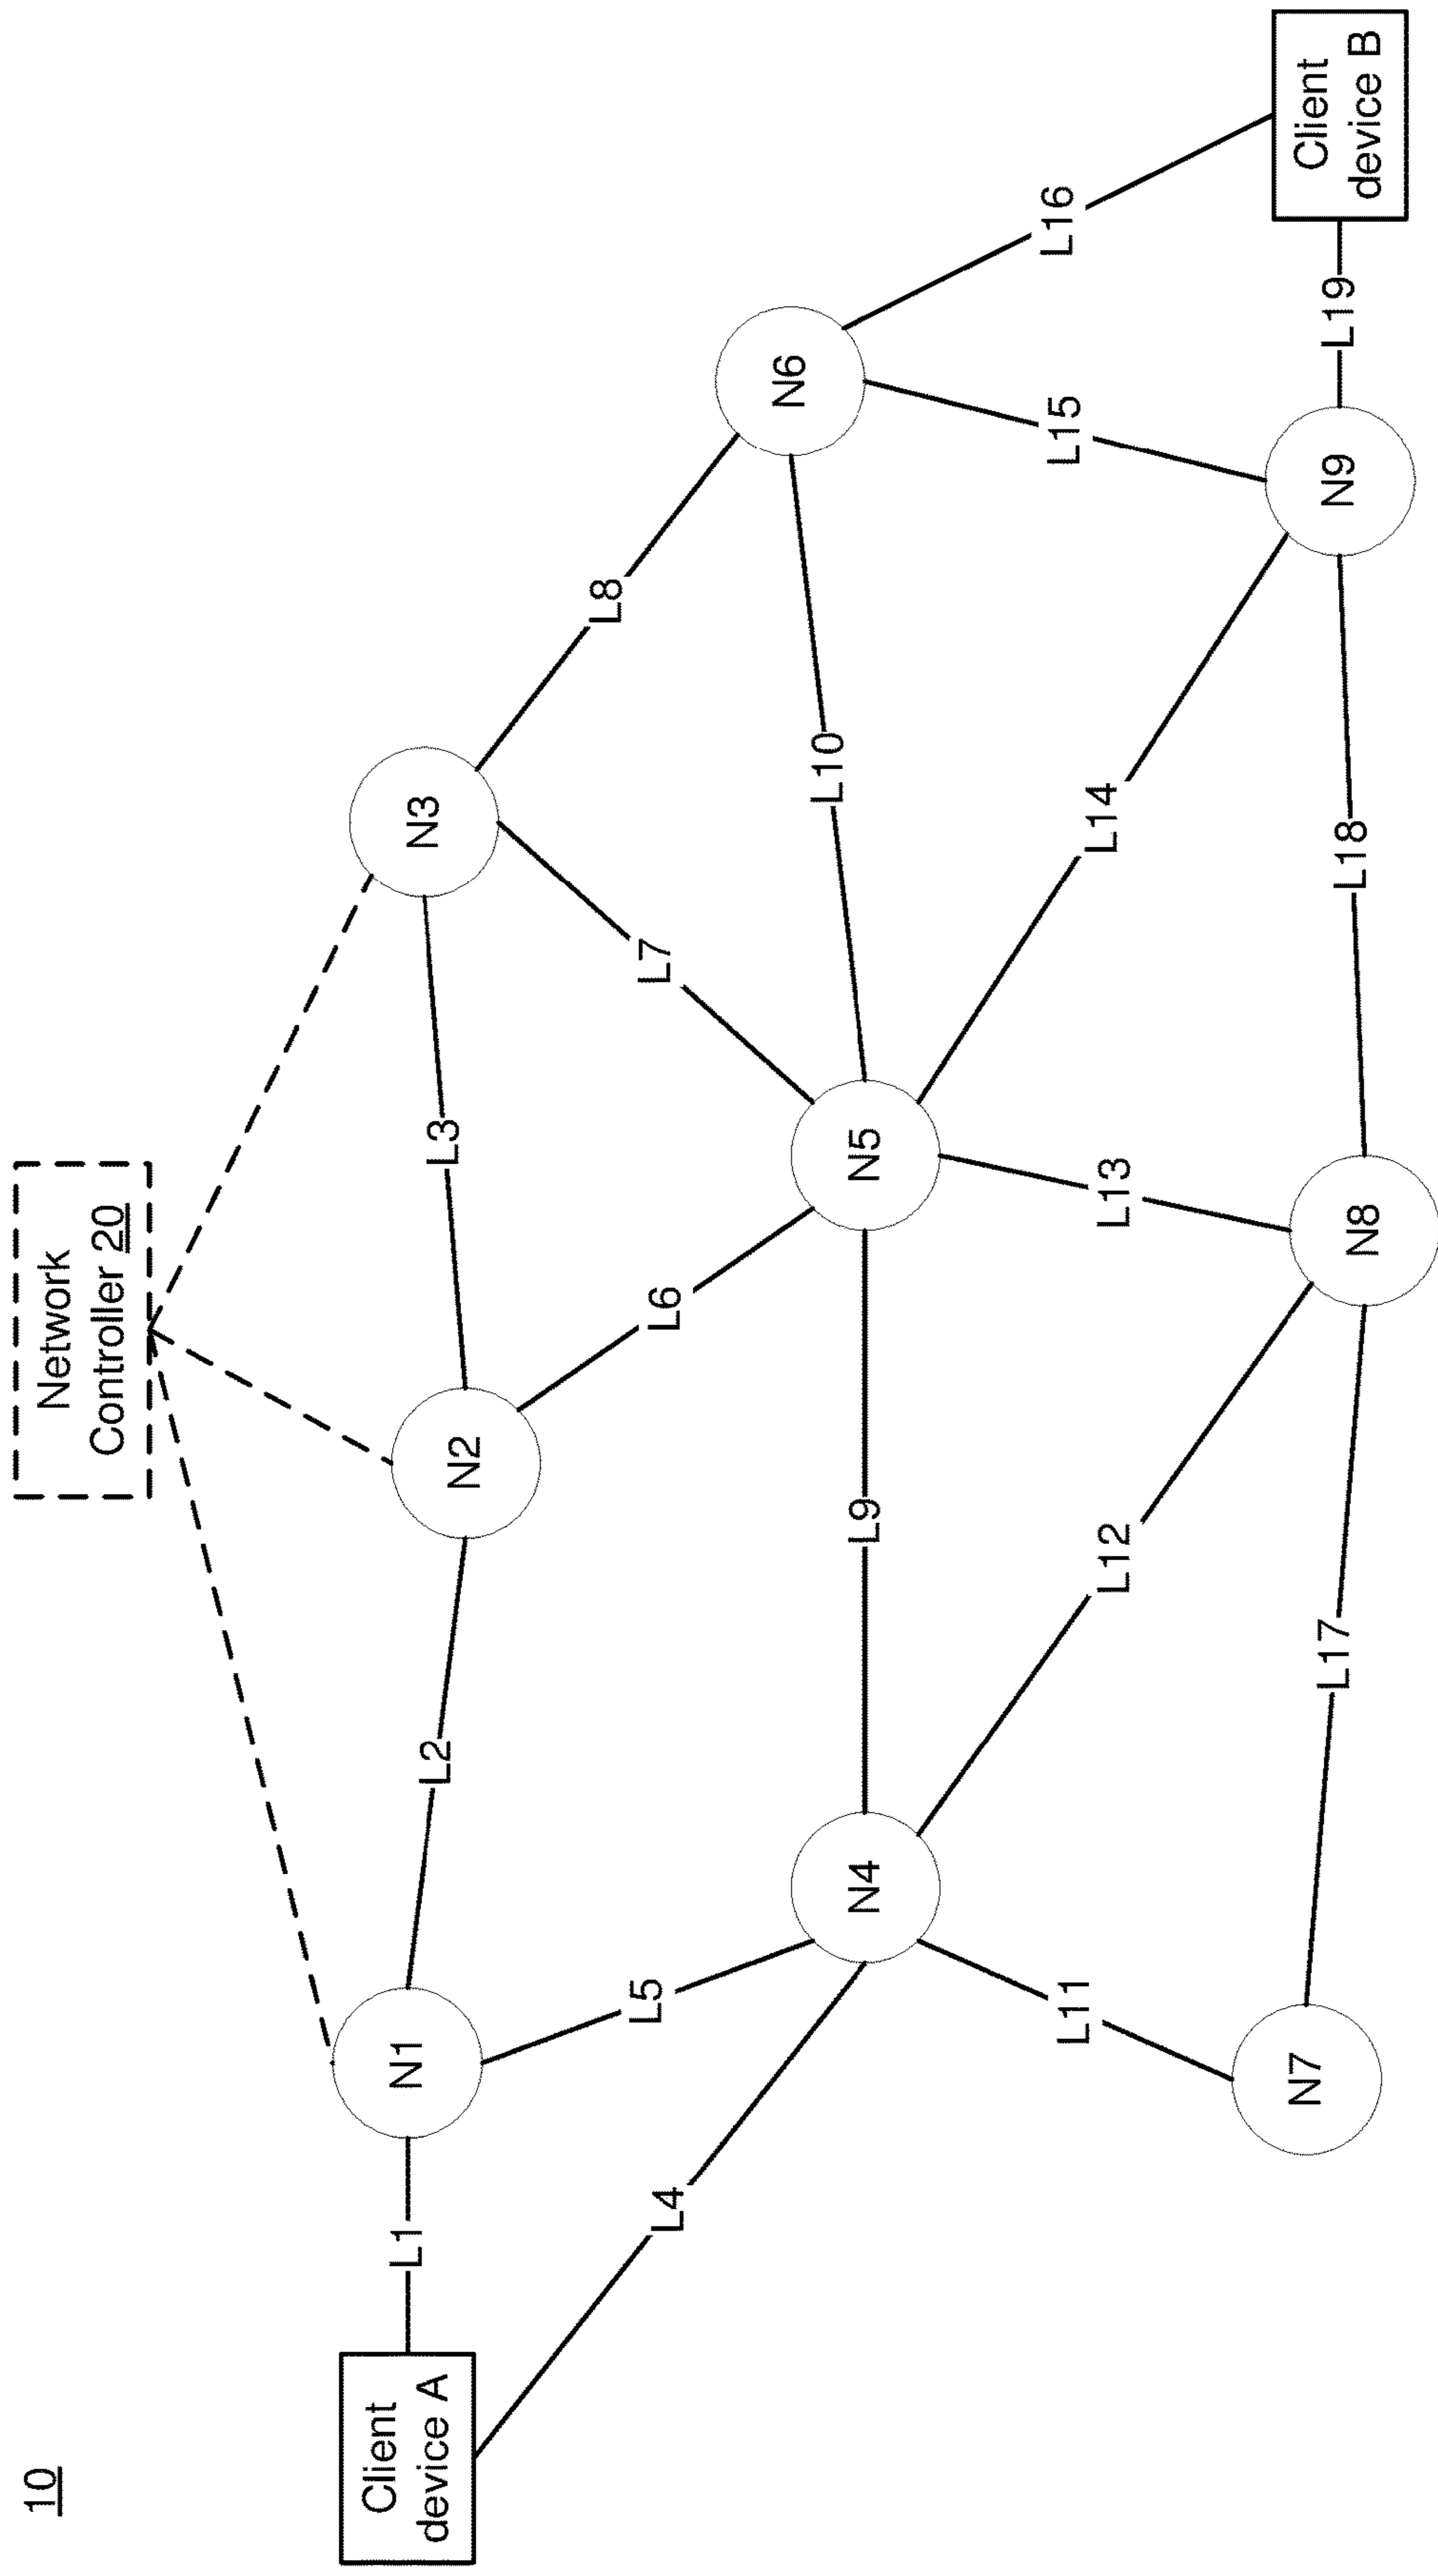 10
Network
Controller 20
Client
device A
L1
N1
L2
N2
L3
N3
L4
L5
L6
L7
L8
N4
L9
N5
L10
N6
L11
L12
L13
L14
L15
L16
N7
L17
N8
L18
N9
L19
Client
device B